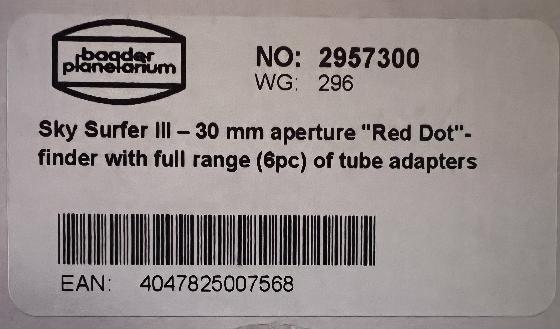 baader
planetarium
NO: 2957300
WG: 296
Sky Surfer III – 30 mm aperture "Red Dot"-
finder with full range (6pc) of tube adapters
EAN: 4047825007568